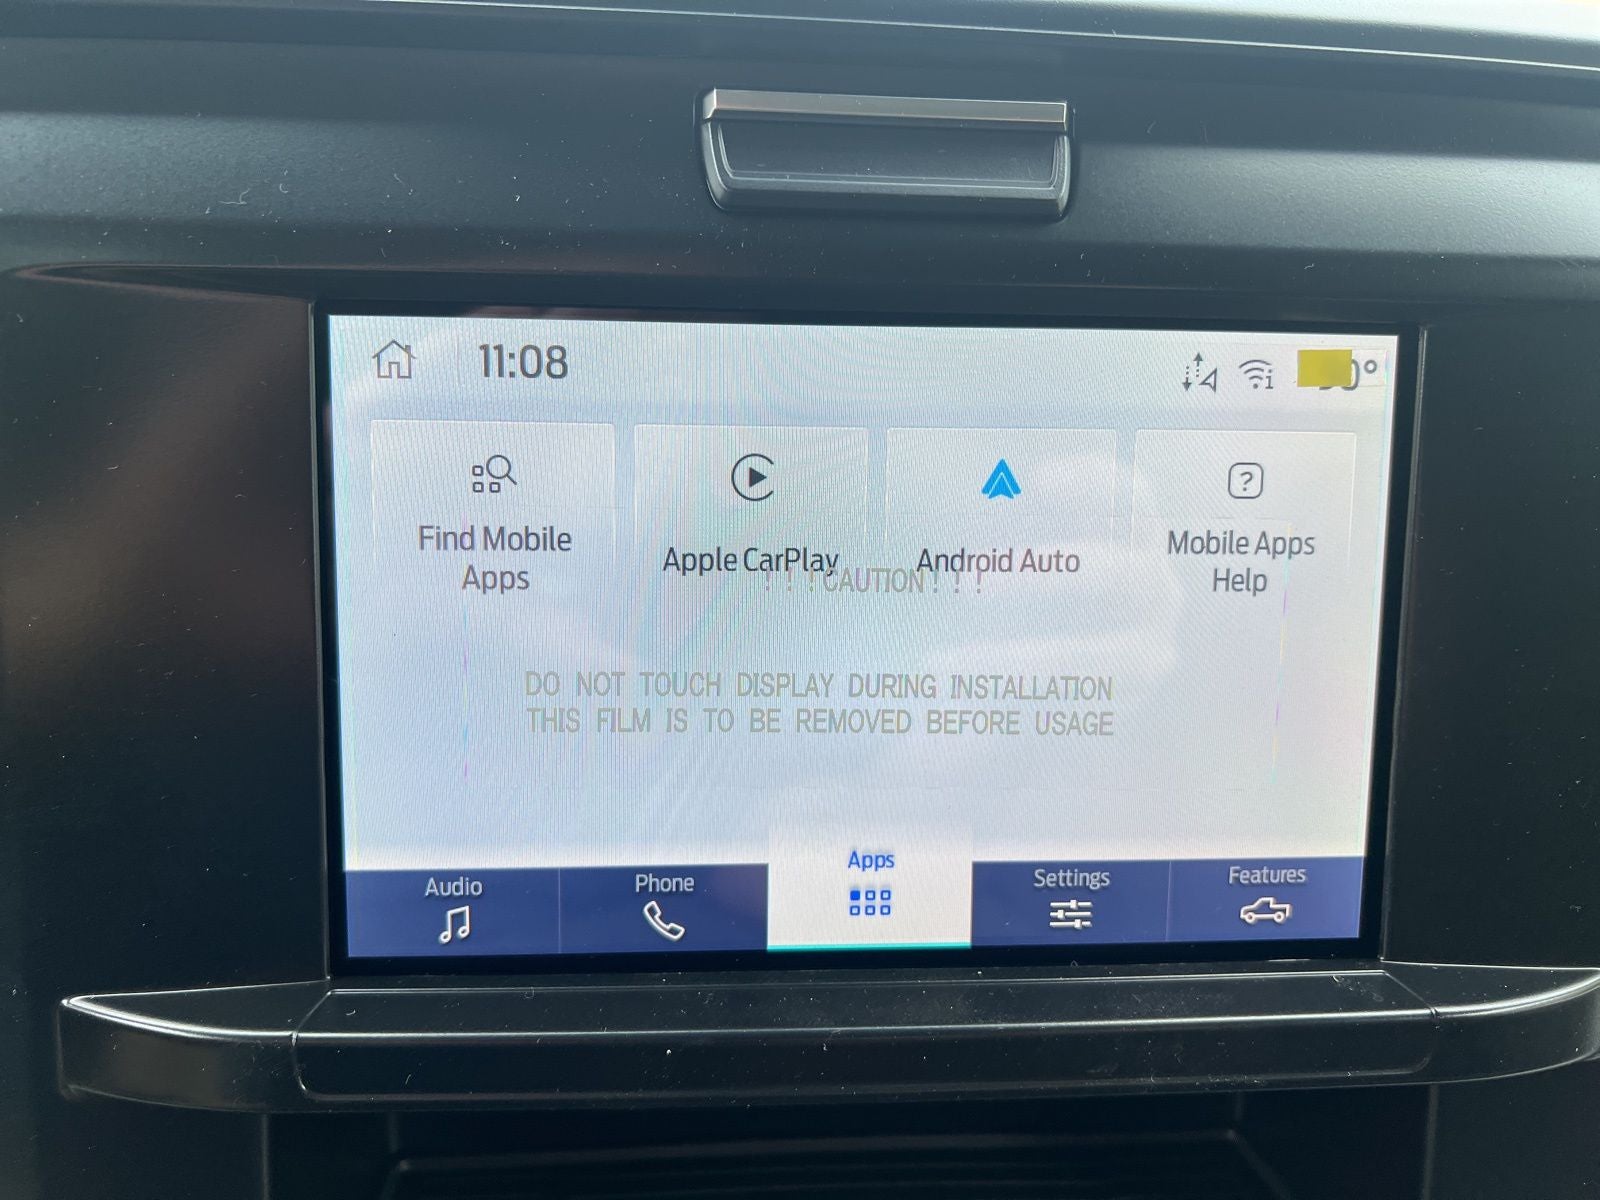 11:08
Find Mobile
Apps
Apple CarPlay
Android Auto
Mobile Apps
Help
! ! ! CAUTION ! ! !
DO NOT TOUCH DISPLAY DURING INSTALLATION
THIS FILM IS TO BE REMOVED BEFORE USAGE
Audio
Phone
Apps
Settings
Features